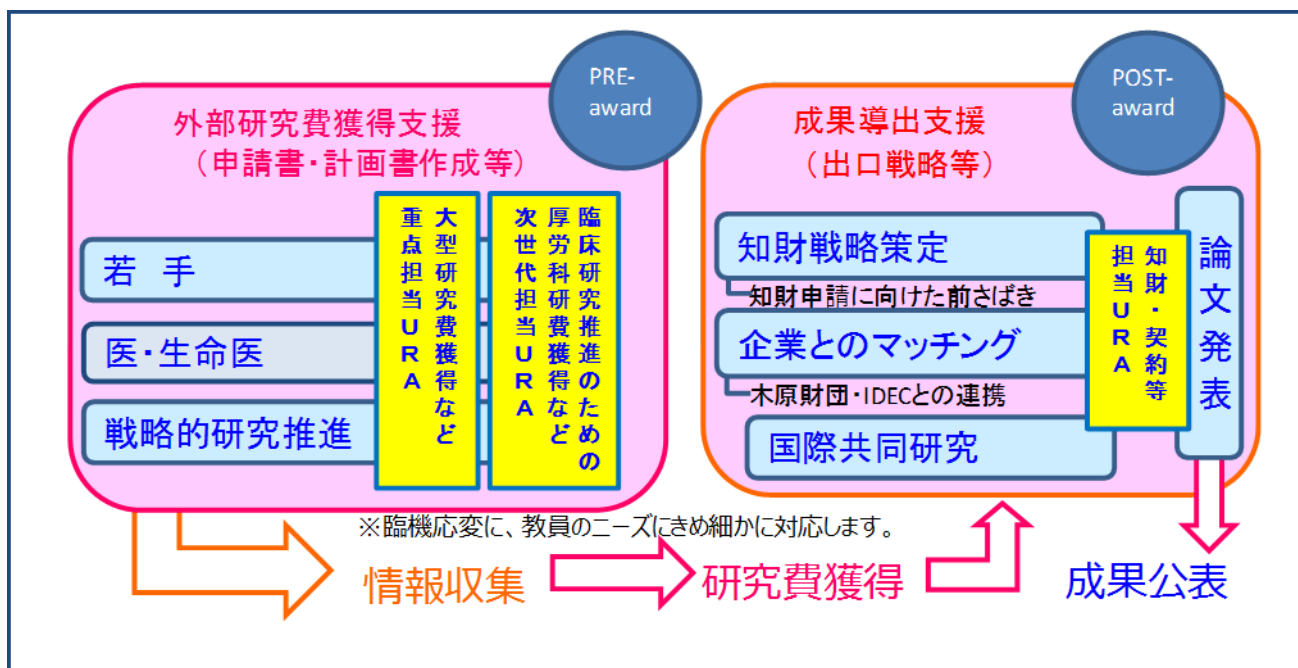 PRE-
award
外部研究費獲得支援
（申請書・計画書作成等）
若 手
医・生命医
戦略的研究推進
大型研究費獲得など
重点担当URA
臨床研究推進のための
厚労科研費獲得など
次世代担当URA
POST-
award
成果導出支援
（出口戦略等）
知財戦略策定
知財申請に向けた前さばき
企業とのマッチング
木原財団・IDECとの連携
国際共同研究
知財・契約等
担当URA
論文発表
※臨機応変に、教員のニーズにきめ細かに対応します。
情報収集
研究費獲得
成果公表